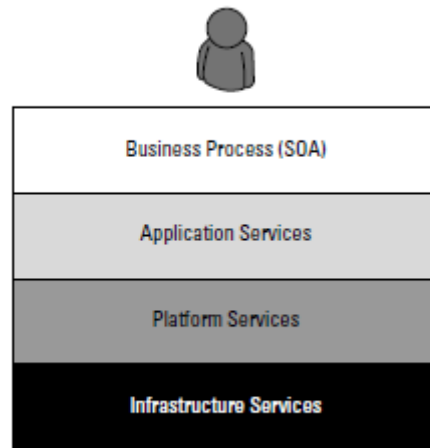 Business Process (SOA)
Application Services
Platform Services
Infrastructure Services